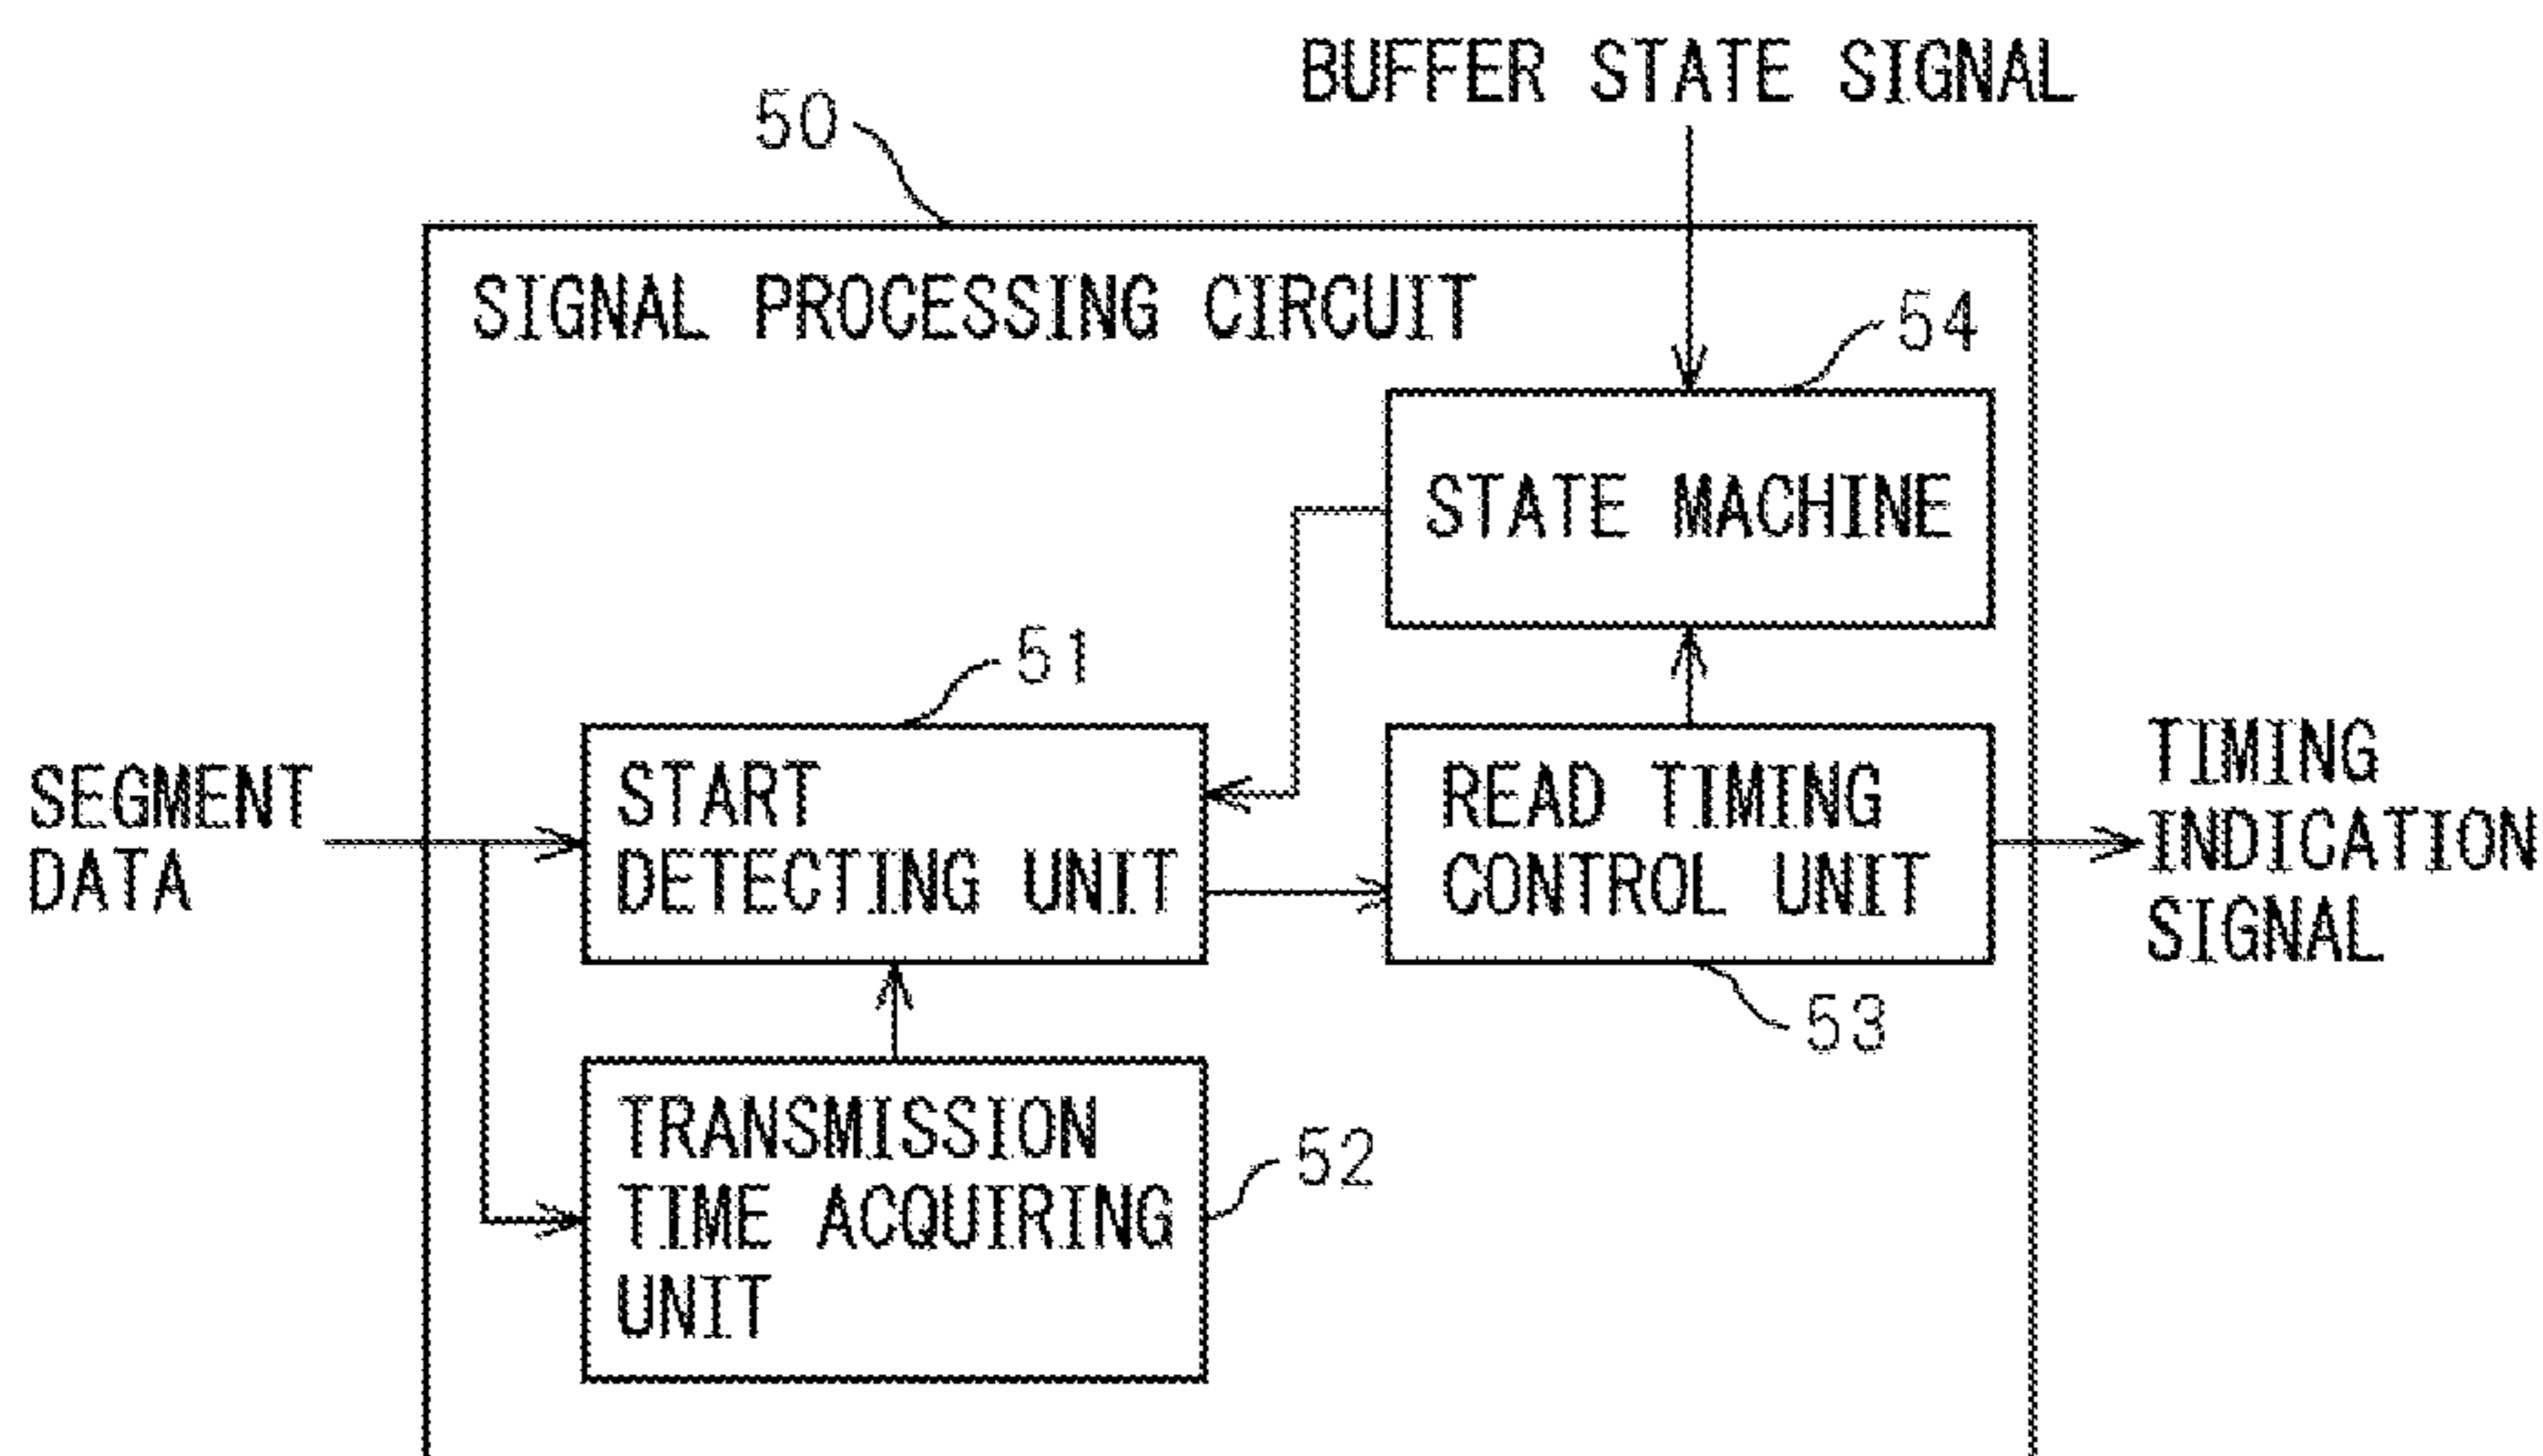 BUFFER STATE SIGNAL
50
SIGNAL PROCESSING CIRCUIT
54
STATE MACHINE
51
SEGMENT
DATA
START
DETECTING UNIT
READ TIMING
CONTROL UNIT
TIMING
INDICATION
SIGNAL
53
TRANSMISSION
TIME ACQUIRING
UNIT
52